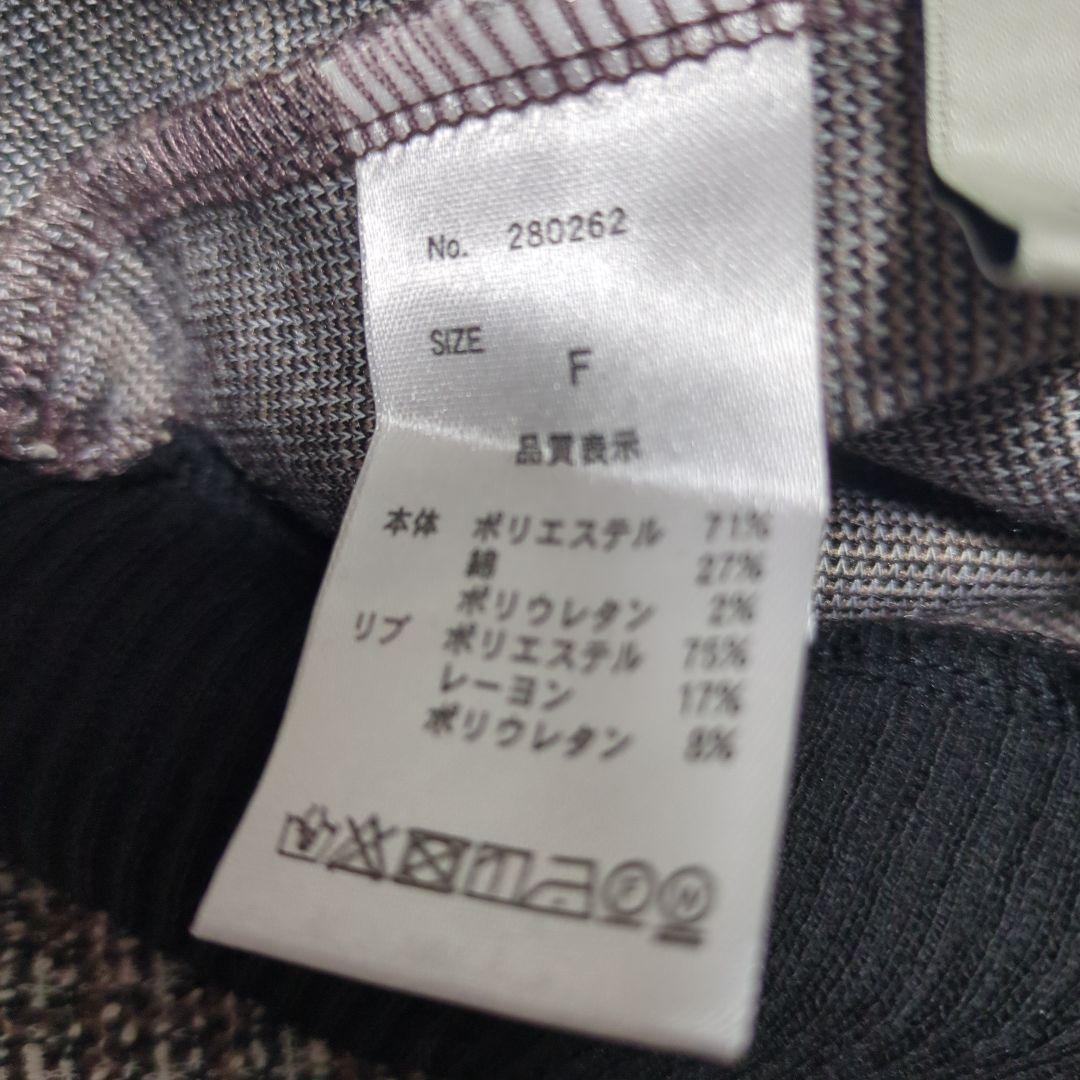 No. 280262
SIZE F
品質表示
本体 ポリエステル 71%
綿 27%
ポリウレタン 2%
リブ ポリエステル 75%
レーヨン 17%
ポリウレタン 8%